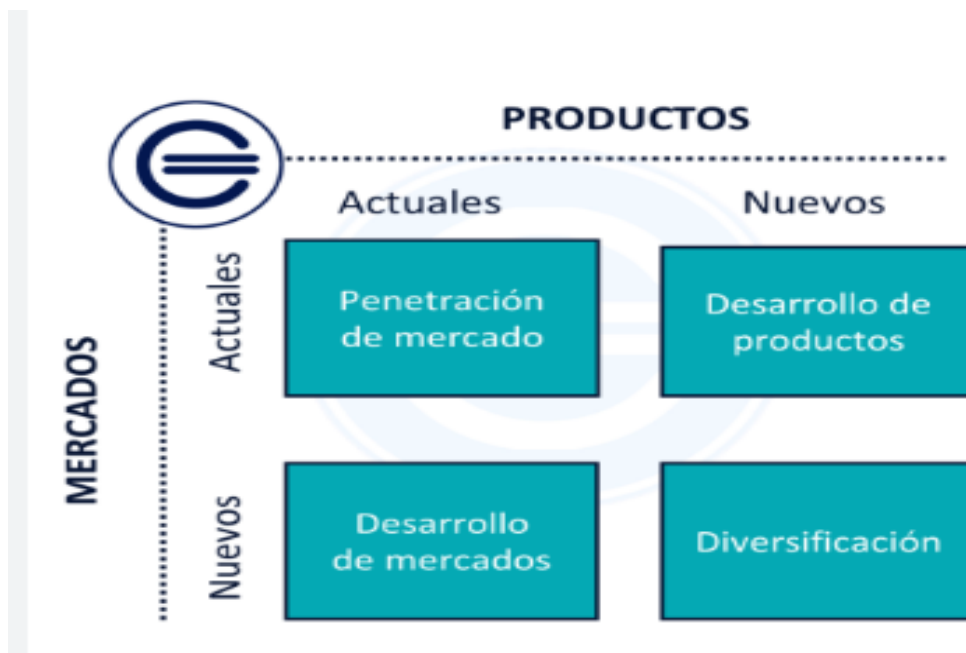 PRODUCTOS
Actuales
Nuevos
MERCADOS
Actuales
Penetración
de mercado
Desarrollo de
productos
Nuevos
Desarrollo
de mercados
Diversificación